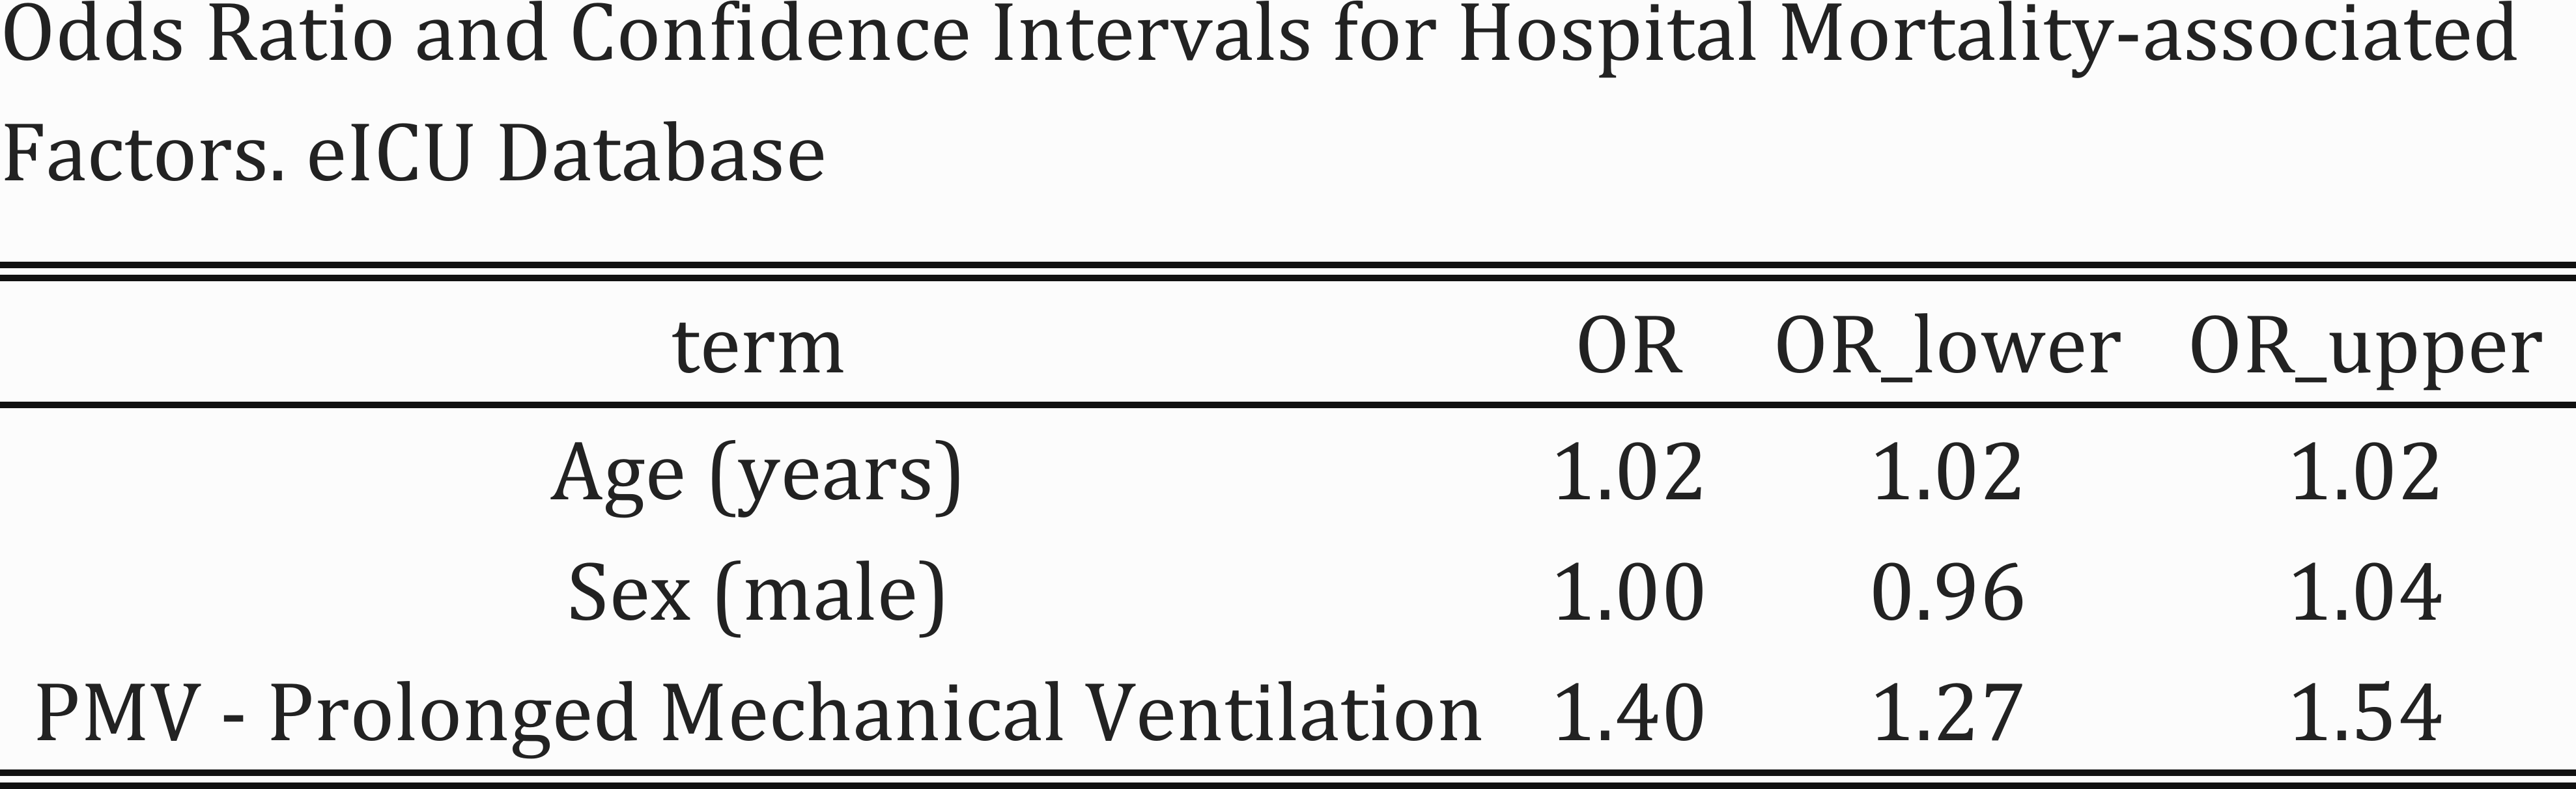 Odds Ratio and Confidence Intervals for Hospital Mortality-associated
Factors. eICU Database
term OR OR_lower OR_upper
Age (years) 1.02 1.02 1.02
Sex (male) 1.00 0.96 1.04
PMV - Prolonged Mechanical Ventilation 1.40 1.27 1.54